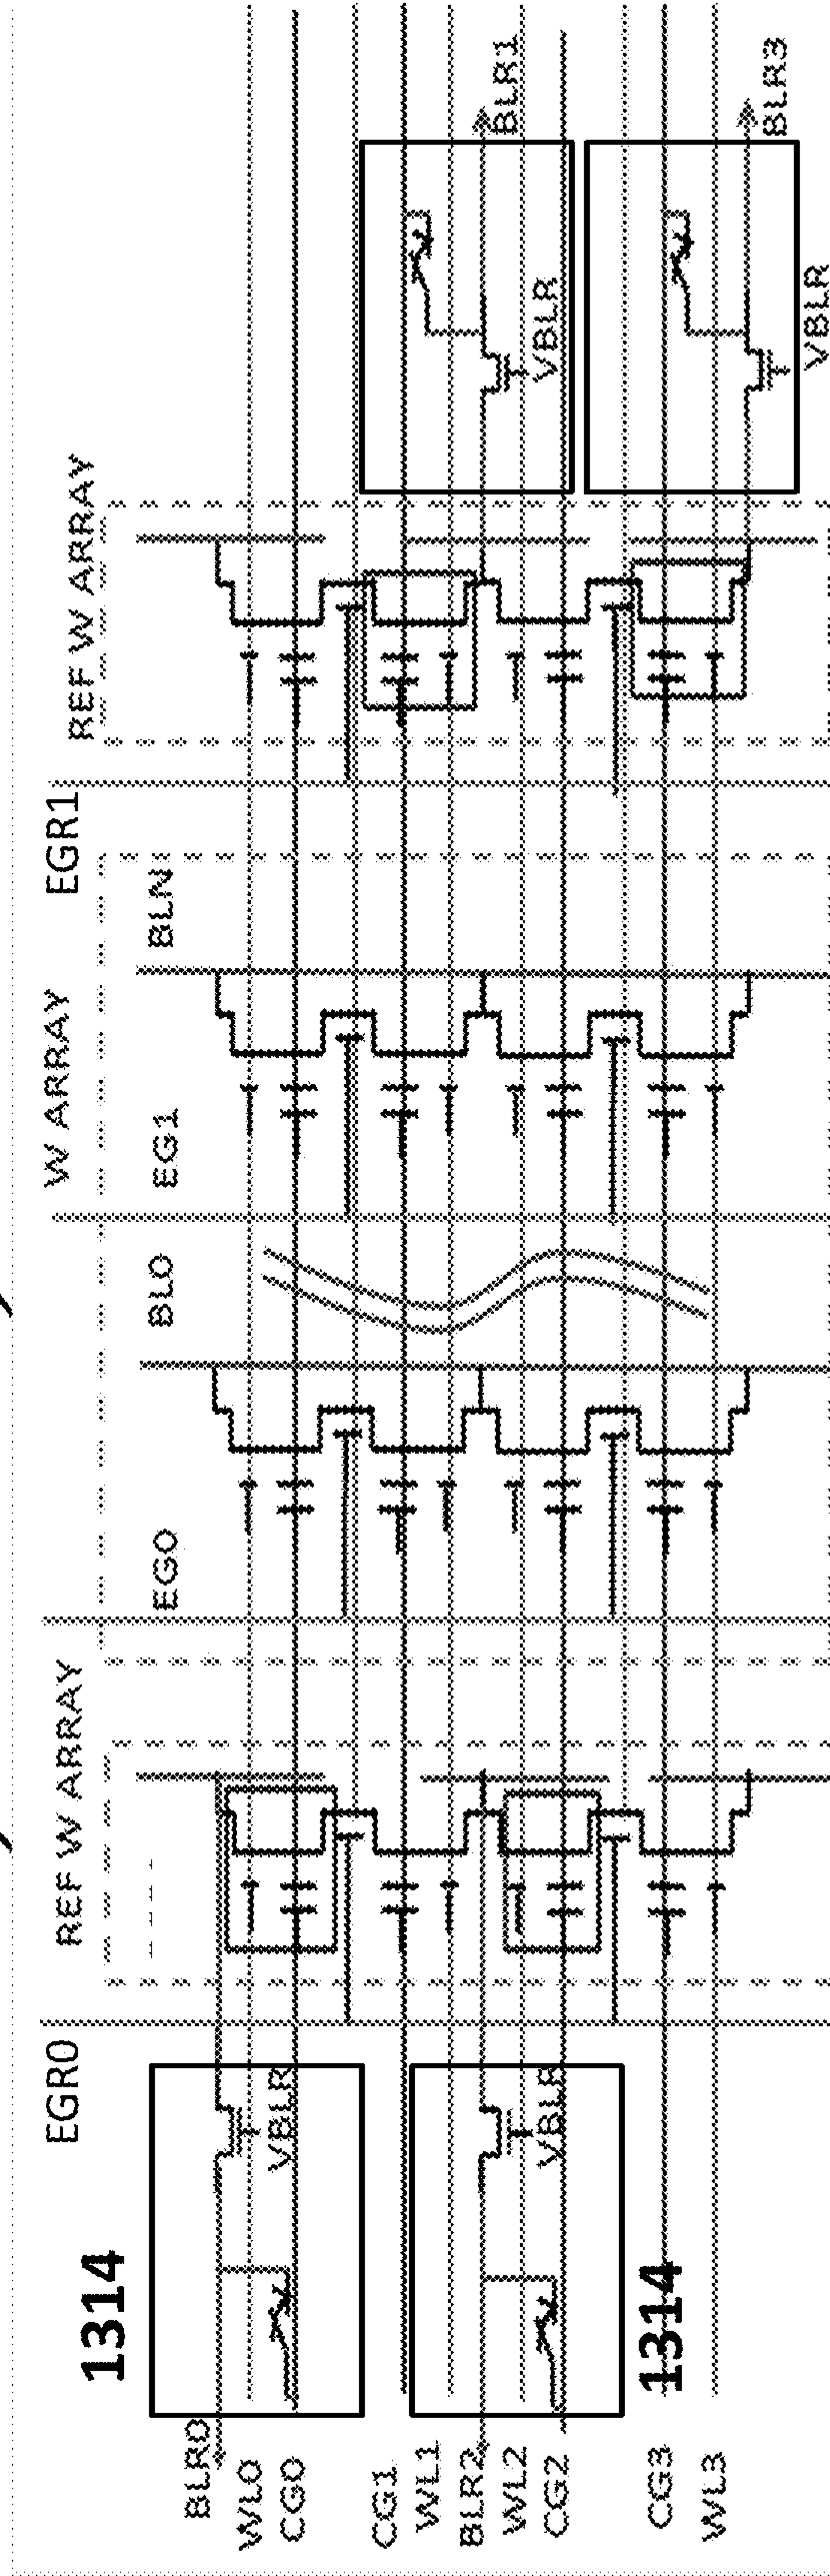 EGR0
REF W ARRAY
W ARRAY
EGR1
REF W ARRAY
EG0
BL0
EG1
BLN
1314
1314
VBLR
VBLR
VBLR
VBLR
BLR1
BLR3
BLR0
WL0
CG0
CG1
WL1
BLR2
WL2
CG2
CG3
WL3